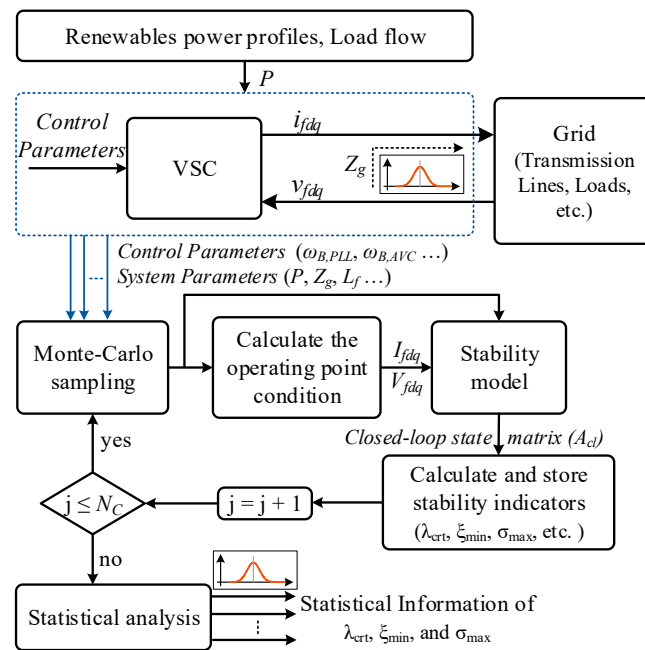 Renewables power profiles, Load flow
P
Control
Parameters
VSC
i_fdq
Z_g
v_fdq
Grid
(Transmission
Lines, Loads,
etc.)
Control Parameters (ω_B,PLL, ω_B,AVC …)
System Parameters (P, Z_g, L_f …)
Monte-Carlo
sampling
Calculate the
operating point
condition
I_fdq
V_fdq
Stability
model
Closed-loop state matrix (A_cl)
yes
Calculate and store
stability indicators
(λ_crt, ξ_min, σ_max, etc. )
j = j + 1
j ≤ N_C
no
Statistical analysis
Statistical Information of
λ_crt, ξ_min, and σ_max